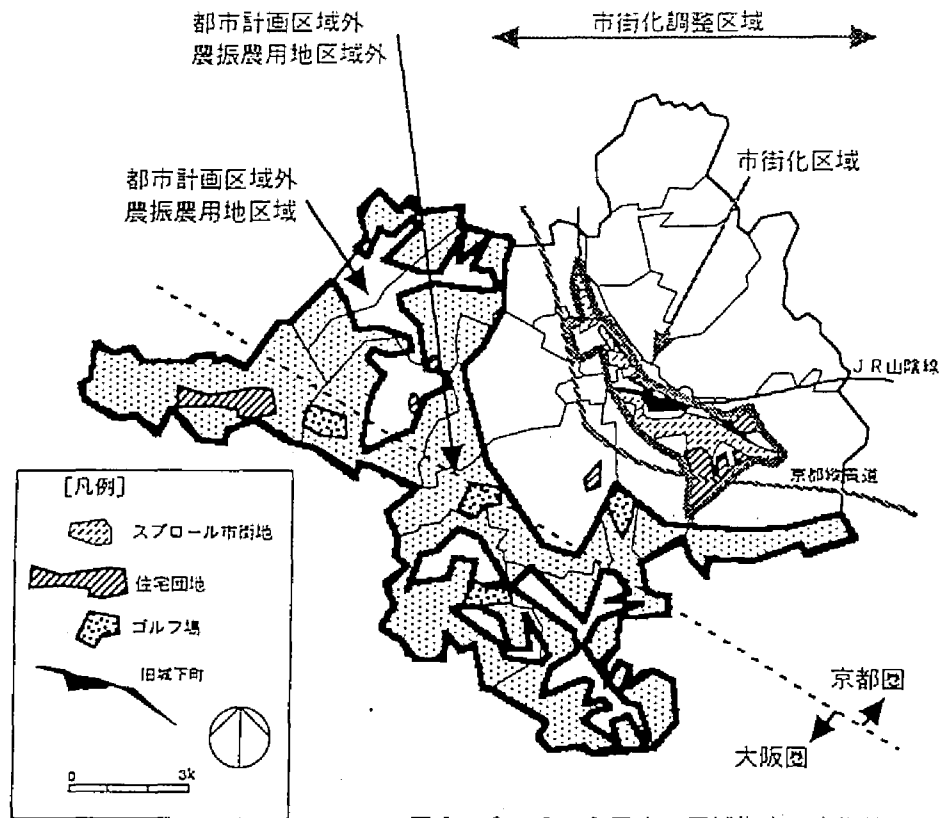 都市計画区域外
農振農用地区域外
市街化調整区域
市街化区域
都市計画区域外
農振農用地区域
JR山陰線
京都縦貫道
[凡例]
スプロール市街地
住宅団地
ゴルフ場
旧城下町
0 3k
京都圏
大阪圏